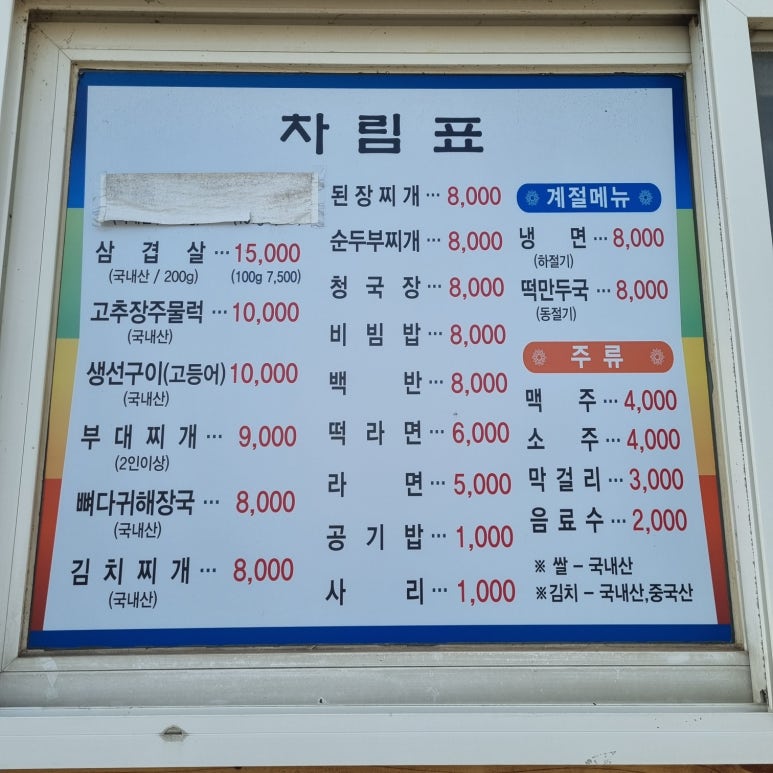 차림표
삼겹살 ··· 15,000
(국내산 / 200g) (100g 7,500)
고추장주물럭 ··· 10,000
(국내산)
생선구이(고등어) 10,000
(국내산)
부대찌개 ··· 9,000
(2인이상)
뼈다귀해장국 ··· 8,000
(국내산)
김치찌개 ··· 8,000
(국내산)
된장찌개 ··· 8,000
순두부찌개 ··· 8,000
청국장 ··· 8,000
비빔밥 ··· 8,000
백반 ··· 8,000
떡라면 ··· 6,000
라면 ··· 5,000
공기밥 ··· 1,000
사리 ··· 1,000
계절메뉴
냉면 ··· 8,000
(하절기)
떡만두국 ··· 8,000
(동절기)
주류
맥주 ··· 4,000
소주 ··· 4,000
막걸리 ··· 3,000
음료수 ··· 2,000
※ 쌀 - 국내산
※김치 - 국내산,중국산